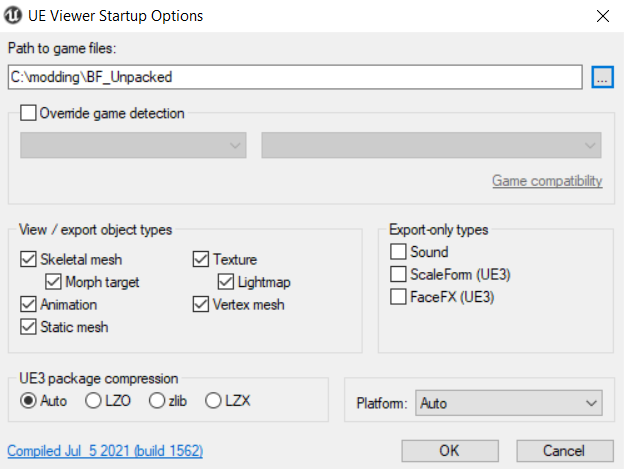 UE Viewer Startup Options
Path to game files:
C:\modding\BF_Unpacked
...
Override game detection
Game compatibility
View / export object types
Export-only types
Skeletal mesh
Texture
Sound
Morph target
Lightmap
ScaleForm (UE3)
Animation
Vertex mesh
FaceFX (UE3)
Static mesh
UE3 package compression
Auto
LZO
zlib
LZX
Platform:
Auto
Compiled Jul 5 2021 (build 1562)
OK
Cancel